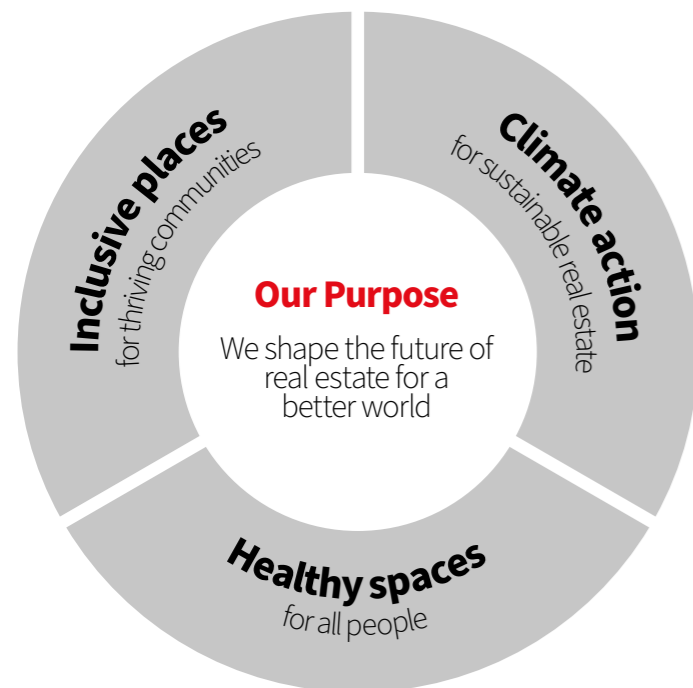 Inclusive places
for thriving communities
Climate action
for sustainable real estate
Our Purpose
We shape the future of
real estate for a
better world
Healthy spaces
for all people